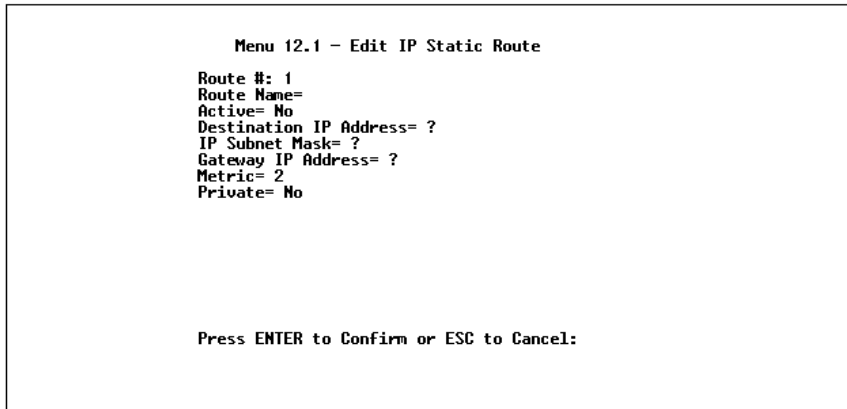 Menu 12.1 - Edit IP Static Route
Route #: 1
Route Name=
Active= No
Destination IP Address= ?
IP Subnet Mask= ?
Gateway IP Address= ?
Metric= 2
Private= No
Press ENTER to Confirm or ESC to Cancel: